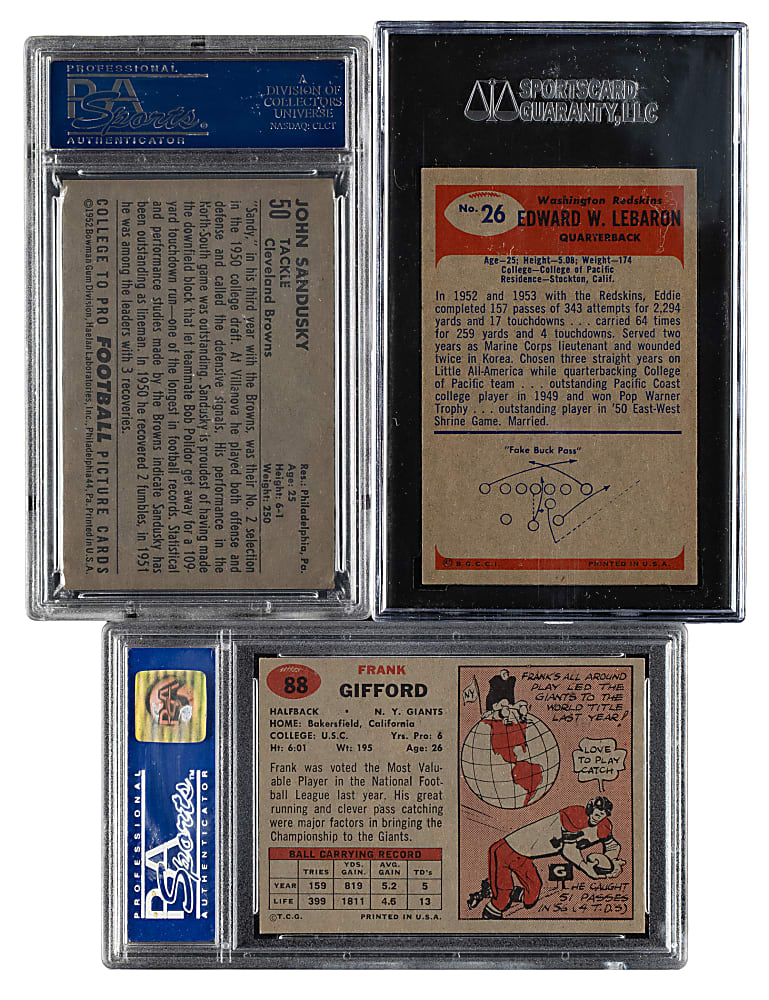 PROFESSIONAL
PSA
Sports
AUTHENTICATOR
A
DIVISION OF
COLLECTORS
UNIVERSE
NASDAQ: CLCT
JOHN SANDUSKY
50 TACKLE
Cleveland Browns
Res.: Philadelphia, Pa.
Age: 25
Height: 6-1
Weight: 250
"Sandy," in his third year with the Browns, was their No. 2 selection
in the 1950 college draft. At Villanova he played both offense and
defense and called the defensive signals. His performance in the
North-South game was outstanding. Sandusky is proudest of having made
the downfield block that let teammate Bob Polidor get away for a 109-
yard touchdown run—one of the longest in football records. Statistical
and performance studies made by the Browns indicate Sandusky has
been outstanding as lineman. In 1950 he recovered 2 fumbles, in 1951
he was among the leaders with 3 recoveries.
COLLEGE TO PRO FOOTBALL PICTURE CARDS
©1952 Bowman Gum Division, Haelan Laboratories, Inc., Philadelphia 44, Pa. Printed in U.S.A.
SPORTSCARD
GUARANTY, LLC
Washington Redskins
No. 26 EDWARD W. LEBARON
QUARTERBACK
Age—25; Height—5.08; Weight—174
College—College of Pacific
Residence—Stockton, Calif.
In 1952 and 1953 with the Redskins, Eddie
completed 157 passes of 343 attempts for 2,294
yards and 17 touchdowns . . . carried 64 times
for 259 yards and 4 touchdowns. Served two
years as Marine Corps lieutenant and wounded
twice in Korea. Chosen three straight years on
Little All-America while quarterbacking College
of Pacific team . . . outstanding Pacific Coast
college player in 1949 and won Pop Warner
Trophy . . . outstanding player in '50 East-West
Shrine Game. Married.
"Fake Buck Pass"
© B.G.C.C.I. PRINTED IN U.S.A.
PROFESSIONAL
PSA
Sports™
AUTHENTICATOR
PSA
88
FRANK
GIFFORD
HALFBACK • N. Y. GIANTS
HOME: Bakersfield, California
COLLEGE: U.S.C. Yrs. Pro: 6
Ht: 6:01 Wt: 195 Age: 26
Frank was voted the Most Valu-
able Player in the National Foot-
ball League last year. His great
running and clever pass catching
were major factors in bringing the
Championship to the Giants.
BALL CARRYING RECORD
TRIES YDS. GAIN. AVG. GAIN TD's
YEAR 159 819 5.2 5
LIFE 399 1811 4.6 13
©T.C.G. PRINTED IN U.S.A.
FRANK'S ALL AROUND
PLAY LED THE
GIANTS TO THE
WORLD TITLE
LAST YEAR!
NY
LOVE
TO PLAY
CATCH
G
HE CAUGHT
51 PASSES
IN 56 (4 T.D.'S)